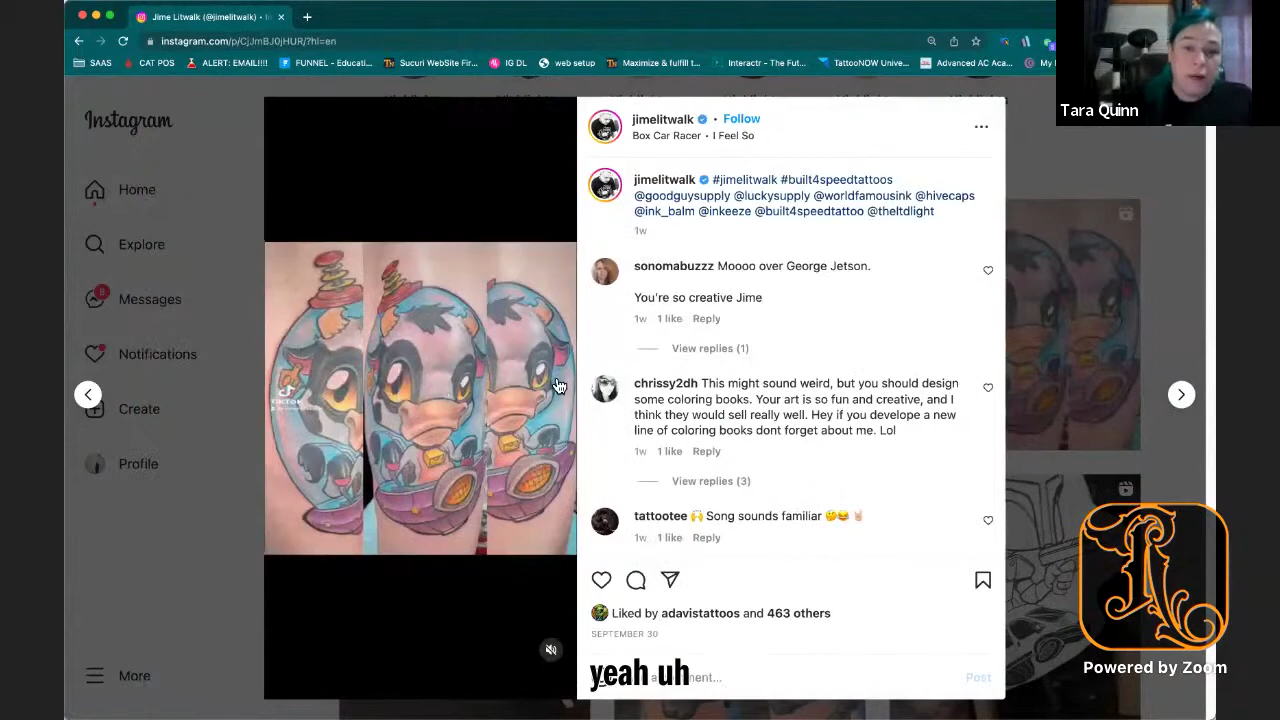 Jime Litwalk (@jimelitwalk) •
instagram.com/p/CjJmBJ0jHUR/?hl=en
SAAS
CAT POS
ALERT: EMAIL!!!!
FUNNEL - Educati...
Sucuri WebSite Fir...
IG DL
web setup
Maximize & fulfill t...
Interactr - The Fut...
TattooNOW Unive...
Advanced AC Aca...
Tara Quinn
Instagram
Home
Explore
8
Messages
Notifications
Create
Profile
More
TikTok
jimelitwalk • Follow
Box Car Racer • I Feel So
jimelitwalk #jimelitwalk #built4speedtattoos
@goodguysupply @luckysupply @worldfamousink @hivecaps
@ink_balm @inkeeze @built4speedtattoo @theltdlight
1w
sonomabuzzz Moooo over George Jetson.
You're so creative Jime
1w 1 like Reply
View replies (1)
chrissy2dh This might sound weird, but you should design
some coloring books. Your art is so fun and creative, and I
think they would sell really well. Hey if you develope a new
line of coloring books dont forget about me. Lol
1w 1 like Reply
View replies (3)
tattootee 🙌 Song sounds familiar 🤔😂🤘🏻
1w 1 like Reply
Liked by adavistattoos and 463 others
SEPTEMBER 30
yeah uh
Post
Powered by Zoom